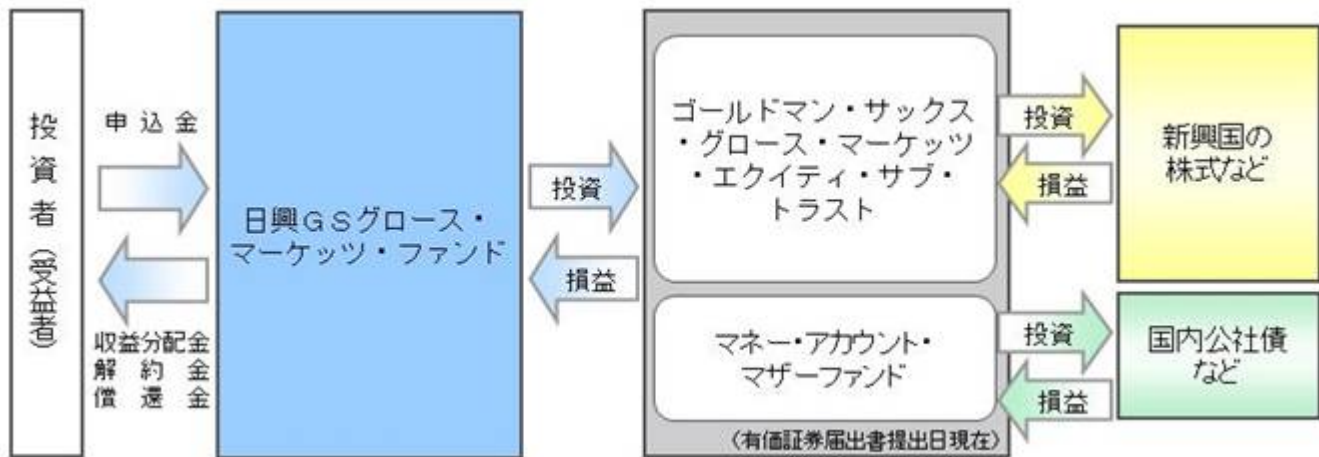 投資者（受益者）
申込金
収益分配金
解約金
償還金
日興ＧＳグロース・
マーケッツ・ファンド
投資
損益
ゴールドマン・サックス
・グロース・マーケッツ
・エクイティ・サブ・
トラスト
マネー・アカウント・
マザーファンド
（有価証券届出書提出日現在）
投資
損益
新興国の
株式など
投資
損益
国内公社債
など